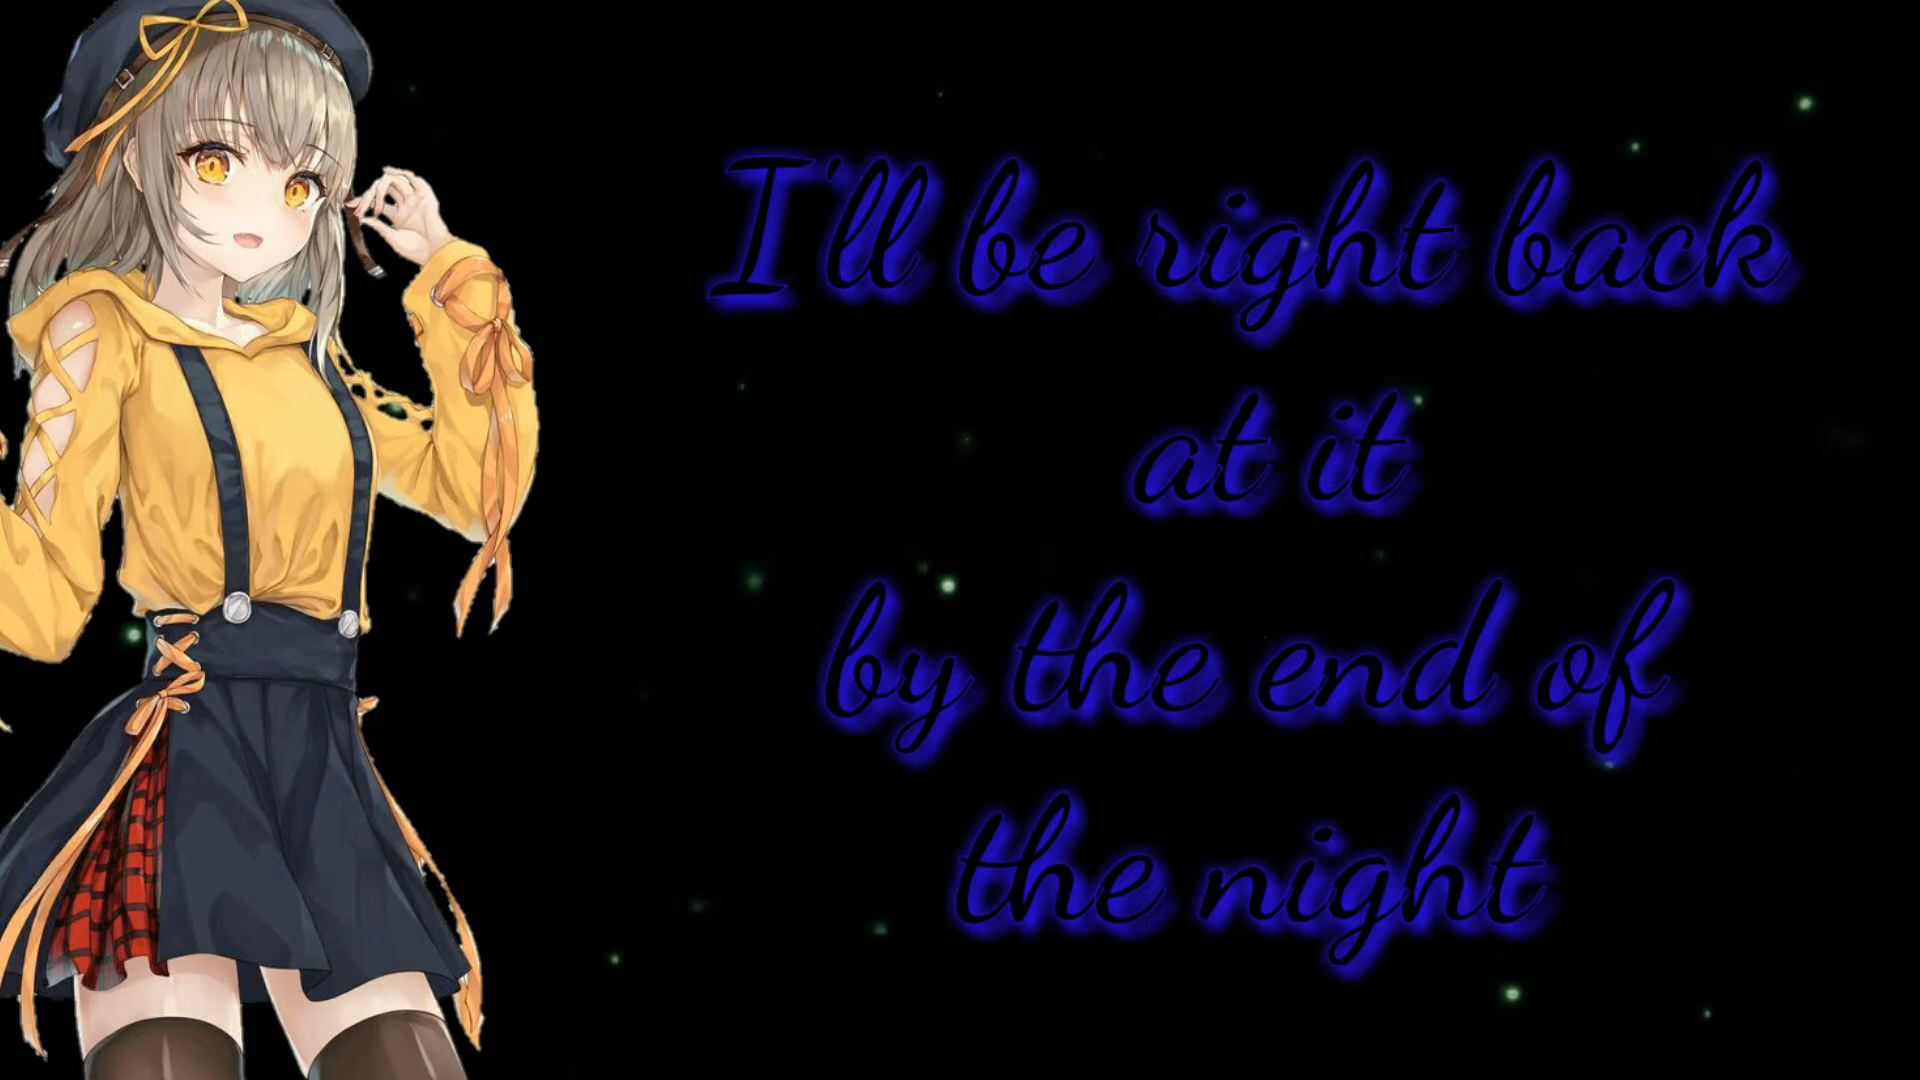 I'll be right back
at it
by the end of
the night